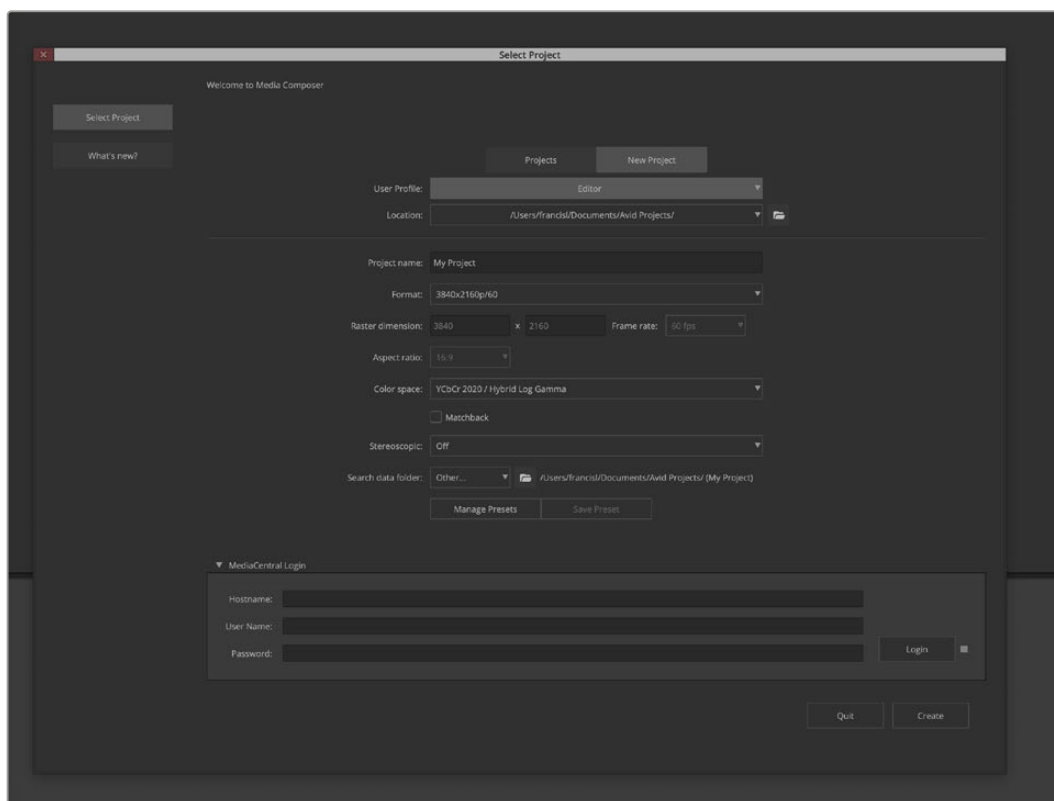 Select Project
Welcome to Media Composer
Select Project
What's new?
Projects New Project
User Profile: Editor
Location: /Users/francisl/Documents/Avid Projects/
Project name: My Project
Format: 3840x2160p/60
Raster dimension: 3840 x 2160 Frame rate: 60 fps
Aspect ratio: 16:9
Color space: YCbCr 2020 / Hybrid Log Gamma
Matchback
Stereoscopic: Off
Search data folder: Other... /Users/francisl/Documents/Avid Projects/ (My Project)
Manage Presets Save Preset
MediaCentral Login
Hostname:
User Name:
Password:
Login
Quit Create